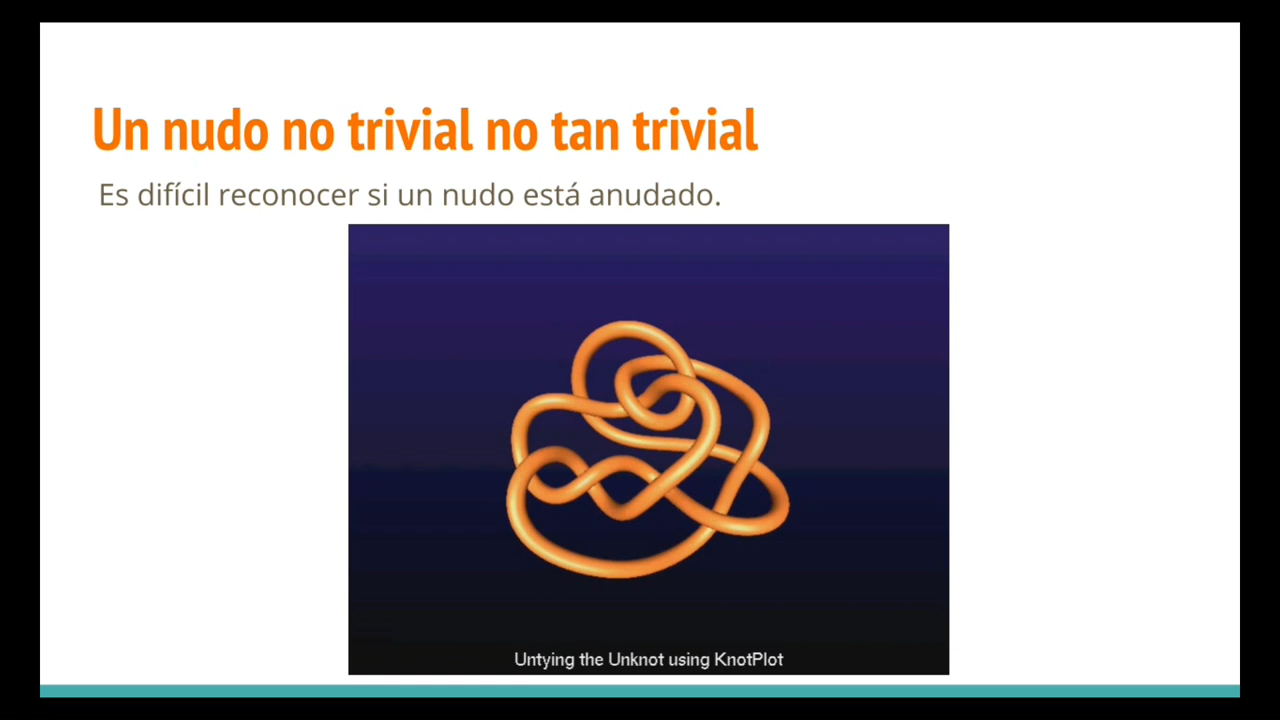 Un nudo no trivial no tan trivial
Es difícil reconocer si un nudo está anudado.
Untying the Unknot using KnotPlot